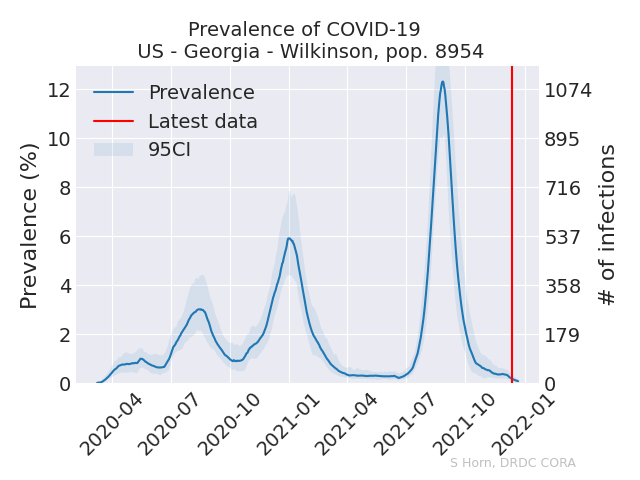 Prevalence of COVID-19
US - Georgia - Wilkinson, pop. 8954
Prevalence
Latest data
95CI
Prevalence (%)
12
10
8
6
4
2
0
1074
895
716
537
358
179
0
# of infections
2020-04
2020-07
2020-10
2021-01
2021-04
2021-07
2021-10
2022-01
S Horn, DRDC CORA